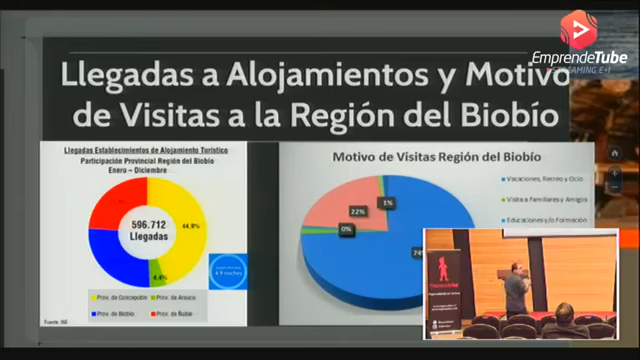 EmprendeTube
STREAMING E+I
Llegadas a Alojamientos y Motivo
de Visitas a la Región del Biobío
Llegadas Establecimientos de Alojamiento Turístico
Participación Provincial Región del Biobío
Enero – Diciembre
596.712
Llegadas
44,9%
4,4%
Prov. de Concepción
Prov. de Arauco
Prov. de Biobío
Prov. de Ñuble
Fuente: INE
Motivo de Visitas Región del Biobío
22%
1%
0%
74
Vacaciones, Recreo y Ocio
Visita a Familiares y Amigos
Educaciones y/o Formación